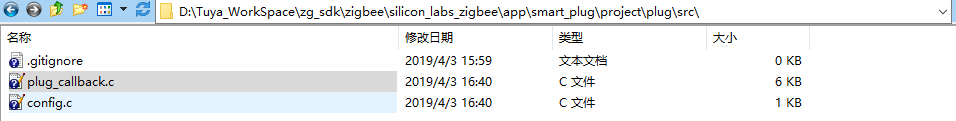 D:\Tuya_WorkSpace\zg_sdk\zigbee\silicon_labs_zigbee\app\smart_plug\project\plug\src\
名称 修改日期 类型 大小
.gitignore 2019/4/3 15:59 文本文档 0 KB
plug_callback.c 2019/4/3 16:40 C 文件 6 KB
config.c 2019/4/3 16:40 C 文件 1 KB